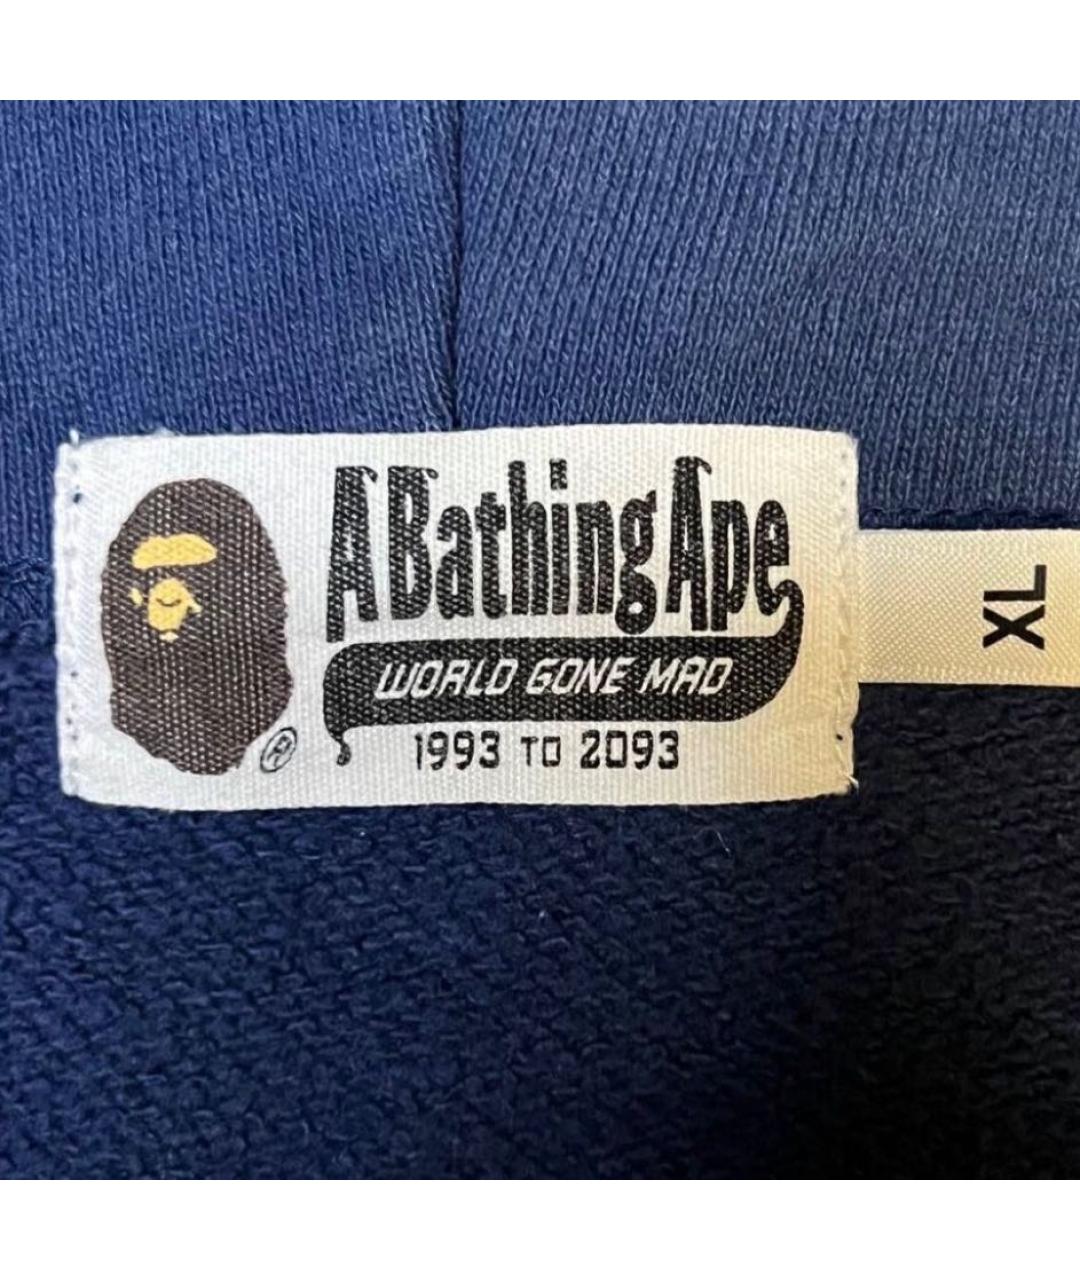 A Bathing Ape
WORLD GONE MAD
1993 TO 2093
®
XL